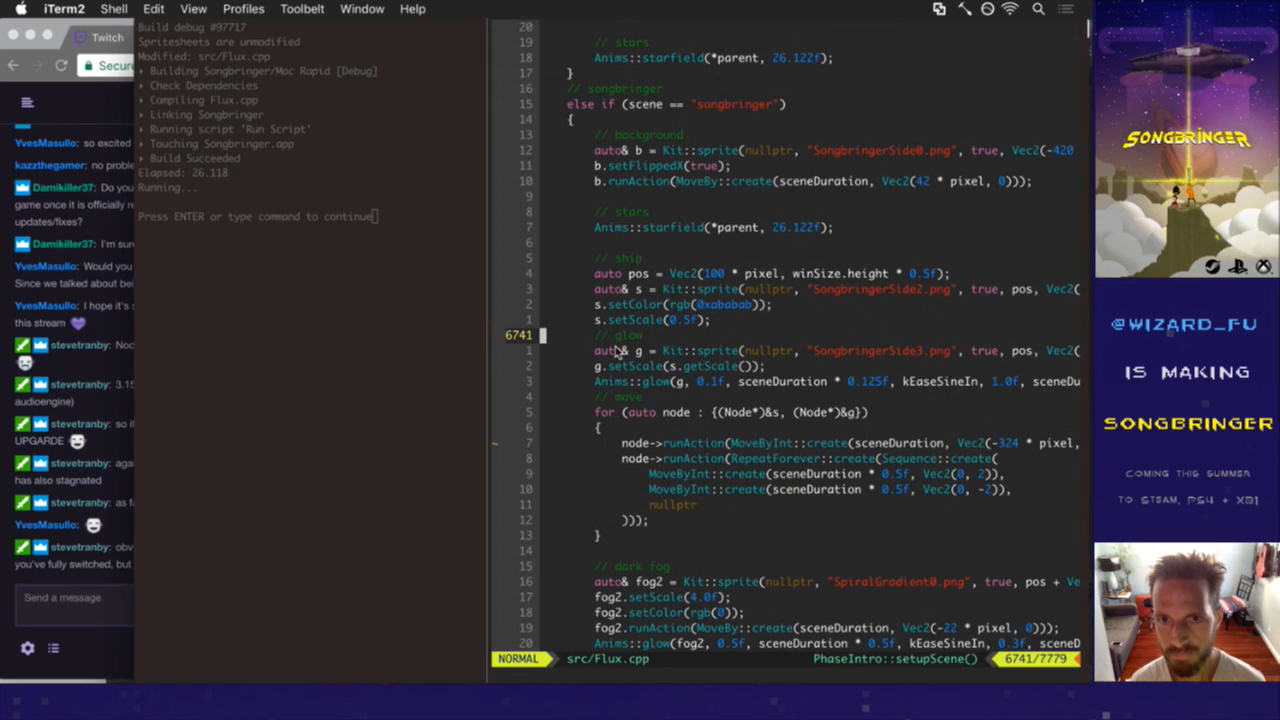 iTerm2 Shell Edit View Profiles Toolbelt Window Help
Twitch
Secure
YvesMasullo: so excited
kazzthegamer: no proble
Damikiller37: Do you
game once it is officially re
updates/fixes?
Damikiller37: I'm sur
YvesMasullo: Would you
Since we talked about bei
YvesMasullo: I hope it's
this stream
stevetranby: Nod
stevetranby: 3.15
audioengine)
stevetranby: so it
UPGARDE
stevetranby: aga
has also stagnated
stevetranby: as fa
YvesMasullo:
stevetranby: obv
you've fully switched, but
Send a message
Build debug #97717
Spritesheets are unmodified
Modified: src/Flux.cpp
▸ Building Songbringer/Mac Rapid [Debug]
▸ Check Dependencies
▸ Compiling Flux.cpp
▸ Linking Songbringer
▸ Running script 'Run Script'
▸ Touching Songbringer.app
▸ Build Succeeded
Elapsed: 26.118
Running...
Press ENTER or type command to continue
20
19 // stars
18 Anims::starfield(*parent, 26.122f);
17 }
16 // songbringer
15 else if (scene == "songbringer")
14 {
13 // background
12 auto& b = Kit::sprite(nullptr, "SongbringerSide0.png", true, Vec2(-420
11 b.setFlippedX(true);
10 b.runAction(MoveBy::create(sceneDuration, Vec2(42 * pixel, 0)));
9
8 // stars
7 Anims::starfield(*parent, 26.122f);
6
5 // ship
4 auto pos = Vec2(100 * pixel, winSize.height * 0.5f);
3 auto& s = Kit::sprite(nullptr, "SongbringerSide2.png", true, pos, Vec2(
2 s.setColor(rgb(0xababab));
1 s.setScale(0.5f);
6741 // glow
1 auto& g = Kit::sprite(nullptr, "SongbringerSide3.png", true, pos, Vec2(
2 g.setScale(s.getScale());
3 Anims::glow(g, 0.1f, sceneDuration * 0.125f, kEaseSineIn, 1.0f, sceneDu
4 // move
5 for (auto node : {(Node*)&s, (Node*)&g})
6 {
~ 7 node->runAction(MoveByInt::create(sceneDuration, Vec2(-324 * pixel,
8 node->runAction(RepeatForever::create(Sequence::create(
9 MoveByInt::create(sceneDuration * 0.5f, Vec2(0, 2)),
10 MoveByInt::create(sceneDuration * 0.5f, Vec2(0, -2)),
11 nullptr
12 )));
13 }
14
15 // dark fog
16 auto& fog2 = Kit::sprite(nullptr, "SpiralGradient0.png", true, pos + Ve
17 fog2.setScale(4.0f);
18 fog2.setColor(rgb(0));
19 fog2.runAction(MoveBy::create(sceneDuration, Vec2(-22 * pixel, 0)));
20 Anims::glow(fog2, 0.5f, sceneDuration * 0.5f, kEaseSineIn, 0.3f, sceneD
NORMAL src/Flux.cpp PhaseIntro::setupScene() 6741/7779
SONGBRINGER
@WIZARD_FU
IS MAKING
SONGBRINGER
COMING THIS SUMMER
TO STEAM, PS4 + XB1